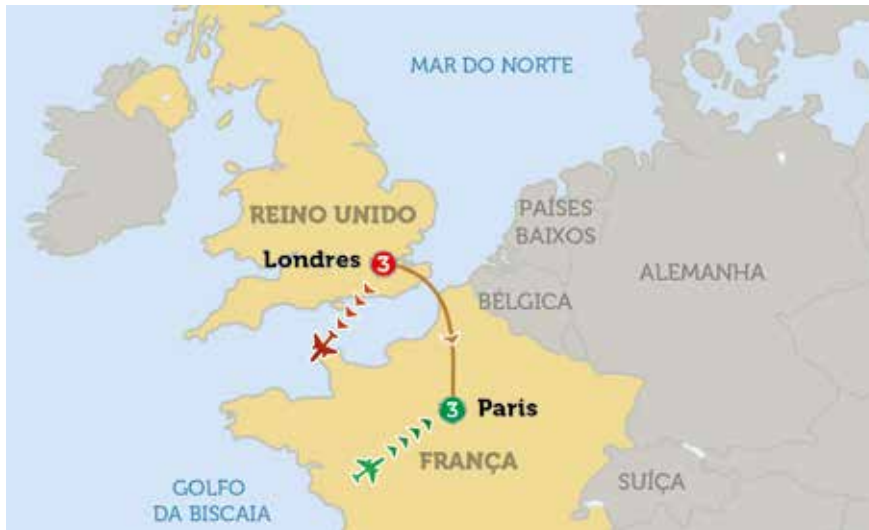 MAR DO NORTE
REINO UNIDO
PAÍSES
BAIXOS
Londres 3
ALEMANHA
BÉLGICA
3 Paris
FRANÇA
SUÍÇA
GOLFO
DA BISCAIA